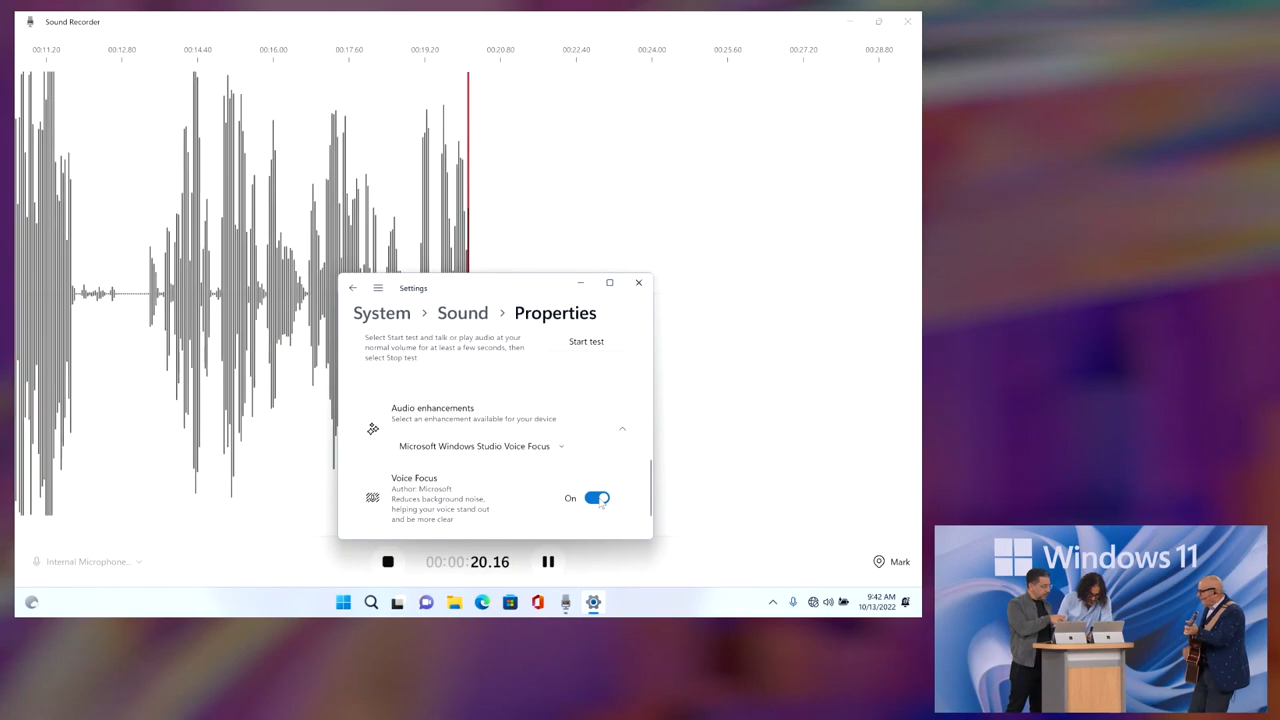 Sound Recorder
00:11.20 00:12.80 00:14.40 00:16.00 00:17.60 00:19.20 00:20.80 00:22.40 00:24.00 00:25.60 00:27.20 00:28.80
Settings
System > Sound > Properties
Select Start test and talk or play audio at your
normal volume for at least a few seconds, then
select Stop test
Start test
Audio enhancements
Select an enhancement available for your device
Microsoft Windows Studio Voice Focus
Voice Focus
Author: Microsoft
Reduces background noise,
helping your voice stand out
and be more clear
On
Internal Microphone...
00:00:20.16
Mark
9:42 AM
10/13/2022
Windows 11